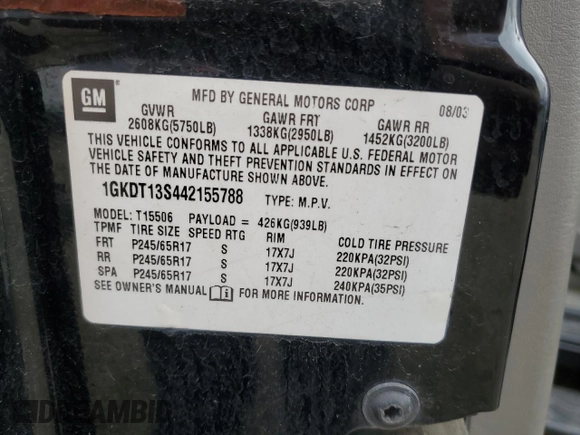 GM
MFD BY GENERAL MOTORS CORP 08/03
GVWR GAWR FRT GAWR RR
2608KG(5750LB) 1338KG(2950LB) 1452KG(3200LB)
THIS VEHICLE CONFORMS TO ALL APPLICABLE U.S. FEDERAL MOTOR
VEHICLE SAFETY AND THEFT PREVENTION STANDARDS IN EFFECT ON
THE DATE OF MANUFACTURE SHOWN ABOVE.
1GKDT13S442155788 TYPE: M.P.V.
MODEL: T15506 PAYLOAD = 426KG(939LB)
TPMF TIRE SIZE SPEED RTG RIM COLD TIRE PRESSURE
FRT P245/65R17 S 17X7J 220KPA(32PSI)
RR P245/65R17 S 17X7J 220KPA(32PSI)
SPA P245/65R17 S 17X7J 240KPA(35PSI)
SEE OWNER'S MANUAL FOR MORE INFORMATION.